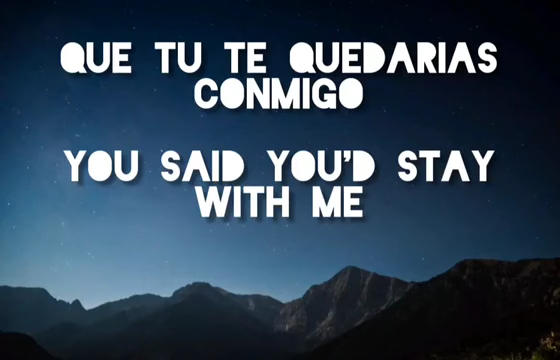 QUE TU TE QUEDARIAS
CONMIGO
YOU SAID YOU'D STAY
WITH ME